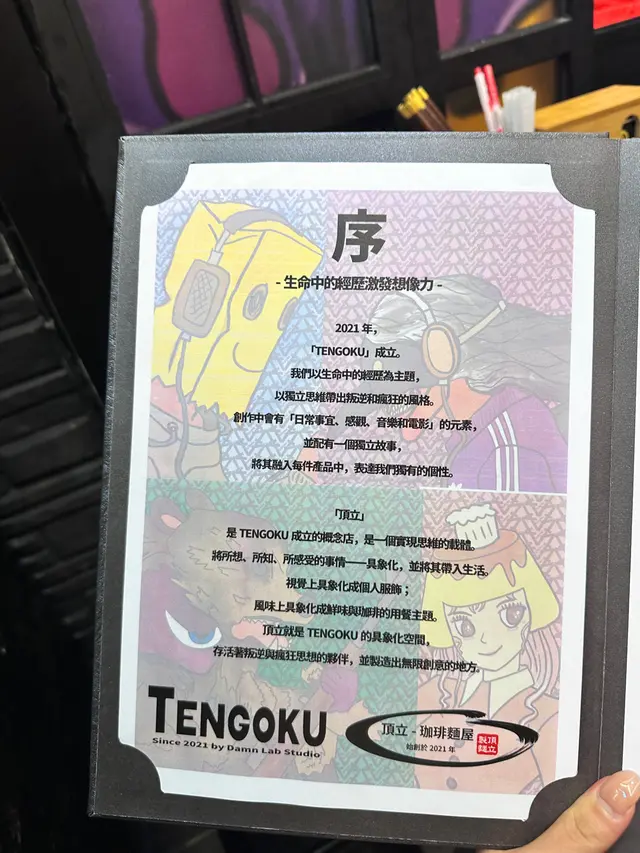 序
- 生命中的經歷激發想像力 -
2021 年，
「TENGOKU」成立。
我們以生命中的經歷為主題，
以獨立思維帶出叛逆和瘋狂的風格。
創作中會有「日常事宜、感觀、音樂和電影」的元素，
並配有一個獨立故事，
將其融入每件產品中，表達我們獨有的個性。
「頂立」
是 TENGOKU 成立的概念店，是一個實現思維的載體。
將所想、所知、所感受的事情一一具象化，並將其帶入生活。
視覺上具象化成個人服飾；
風味上具象化成鮮味與珈琲的用餐主題。
頂立就是 TENGOKU 的具象化空間，
存活著叛逆與瘋狂思想的夥伴，並製造出無限創意的地方。
TENGOKU
Since 2021 by Damn Lab Studio
頂立 - 珈琲麵屋
始創於 2021 年
頂立
製麵